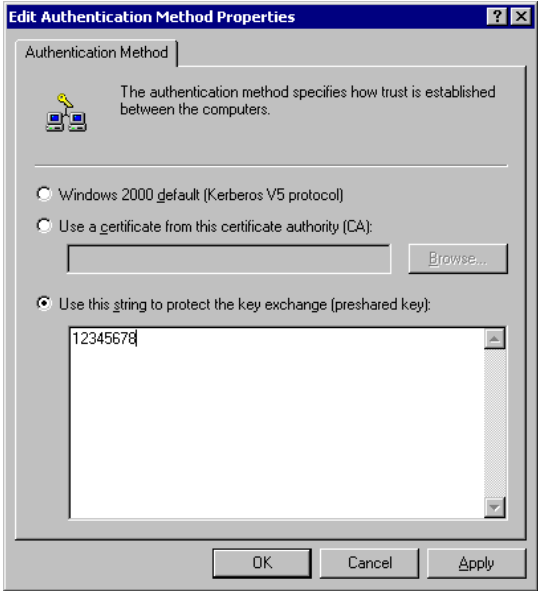 Edit Authentication Method Properties
Authentication Method
The authentication method specifies how trust is established
between the computers.
Windows 2000 default (Kerberos V5 protocol)
Use a certificate from this certificate authority (CA):
Browse...
Use this string to protect the key exchange (preshared key):
12345678
OK Cancel Apply